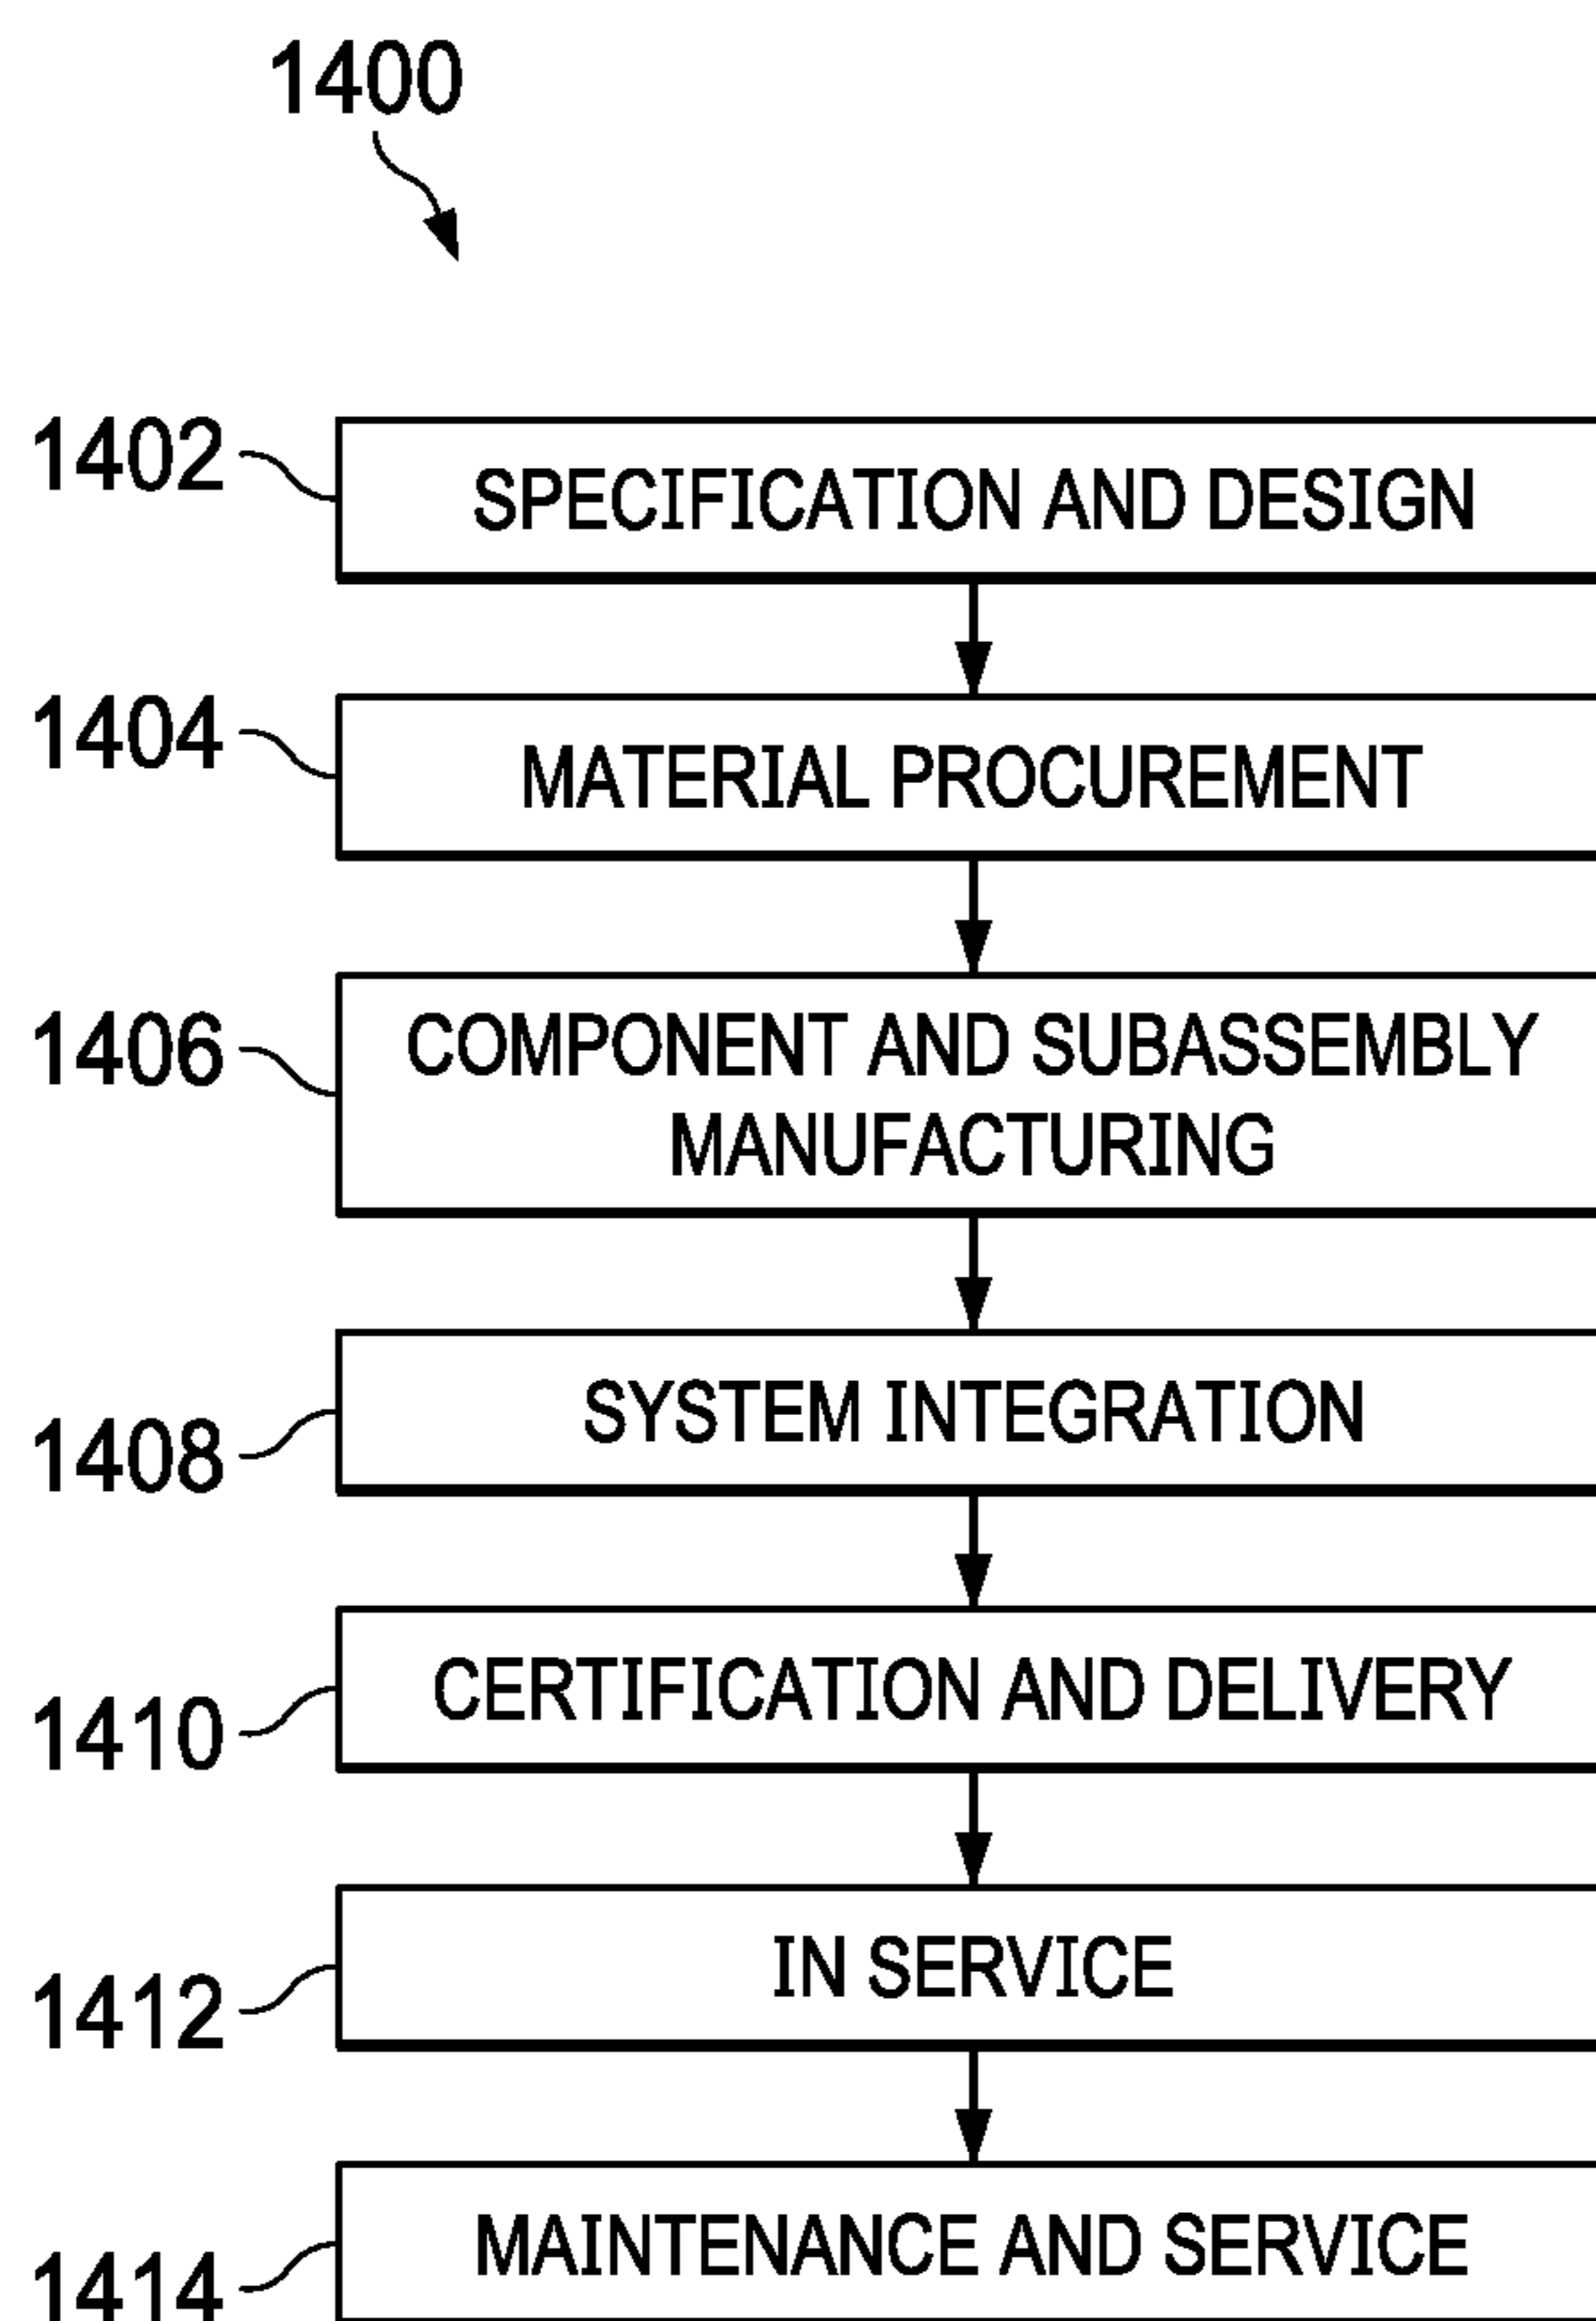 1400
1402
SPECIFICATION AND DESIGN
1404
MATERIAL PROCUREMENT
1406
COMPONENT AND SUBASSEMBLY
MANUFACTURING
1408
SYSTEM INTEGRATION
1410
CERTIFICATION AND DELIVERY
1412
IN SERVICE
1414
MAINTENANCE AND SERVICE